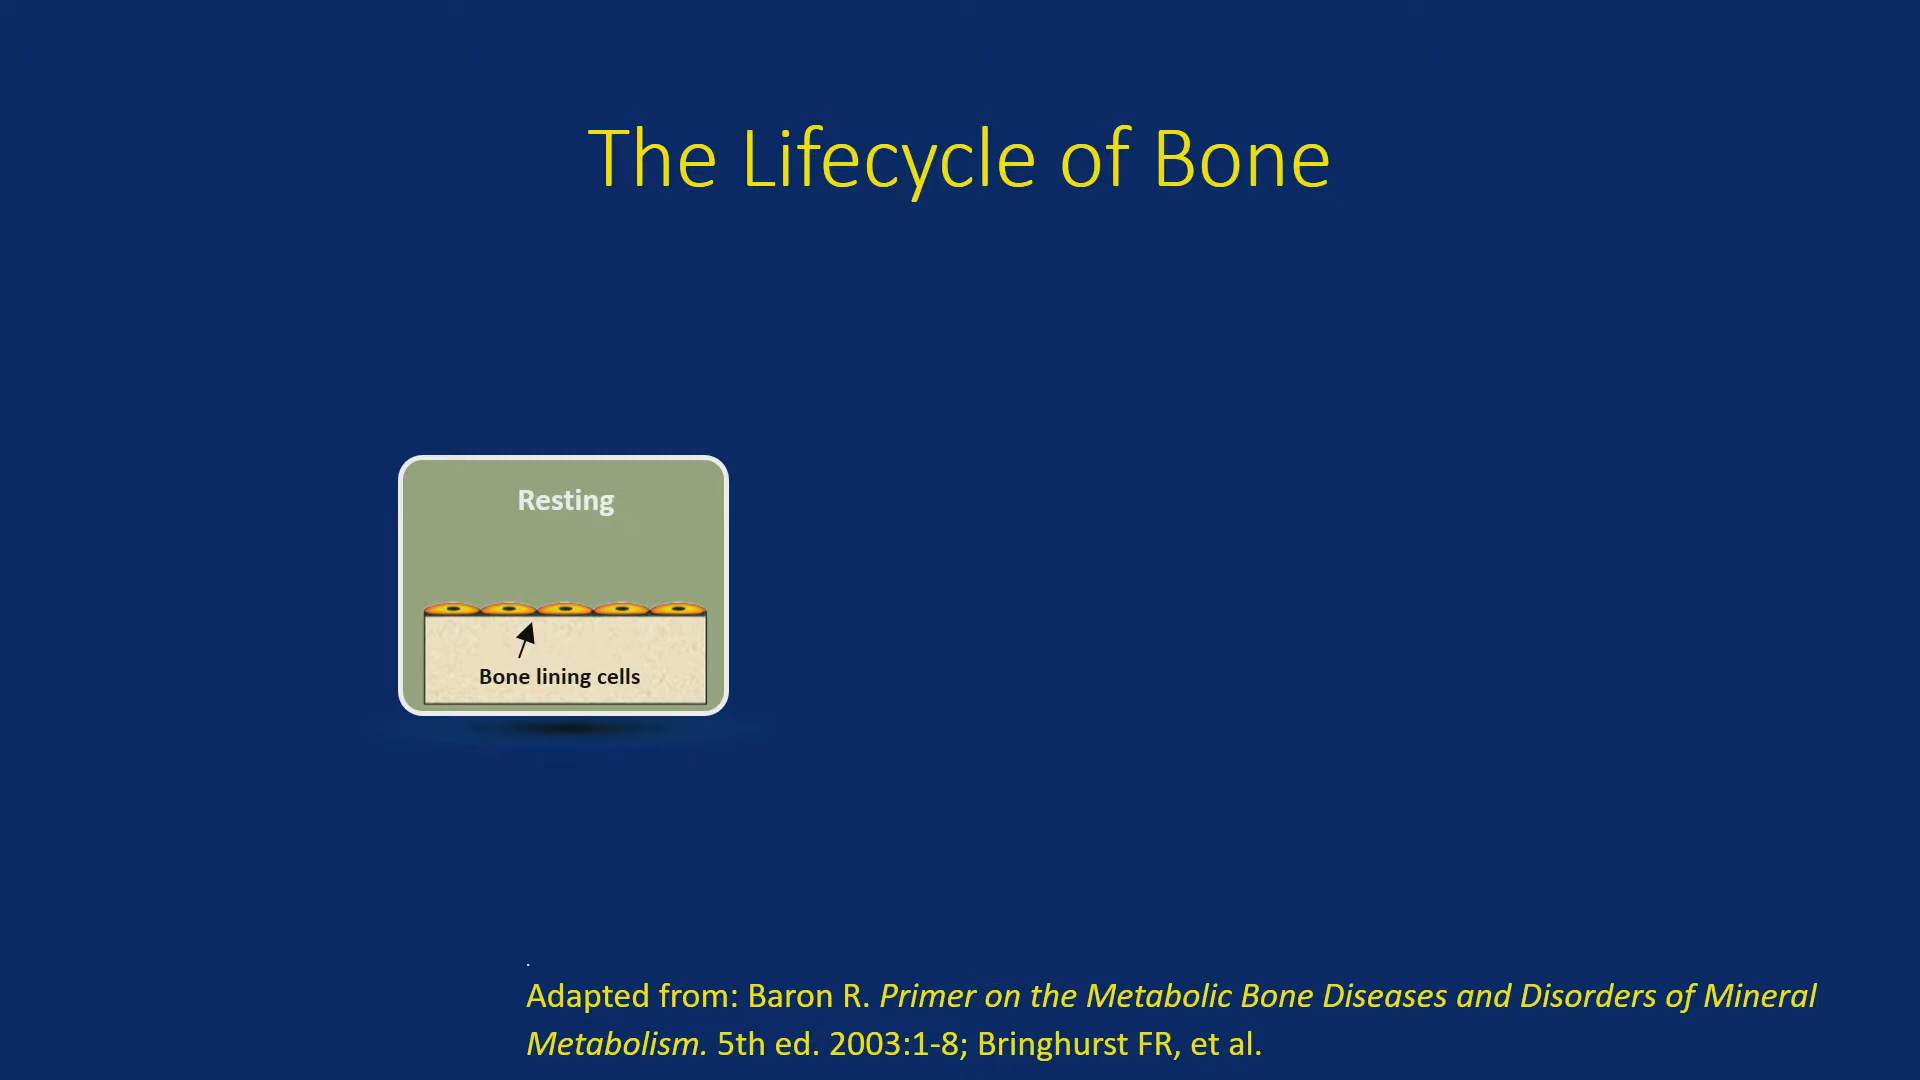 The Lifecycle of Bone
Resting
Bone lining cells
.
Adapted from: Baron R. Primer on the Metabolic Bone Diseases and Disorders of Mineral
Metabolism. 5th ed. 2003:1-8; Bringhurst FR, et al.